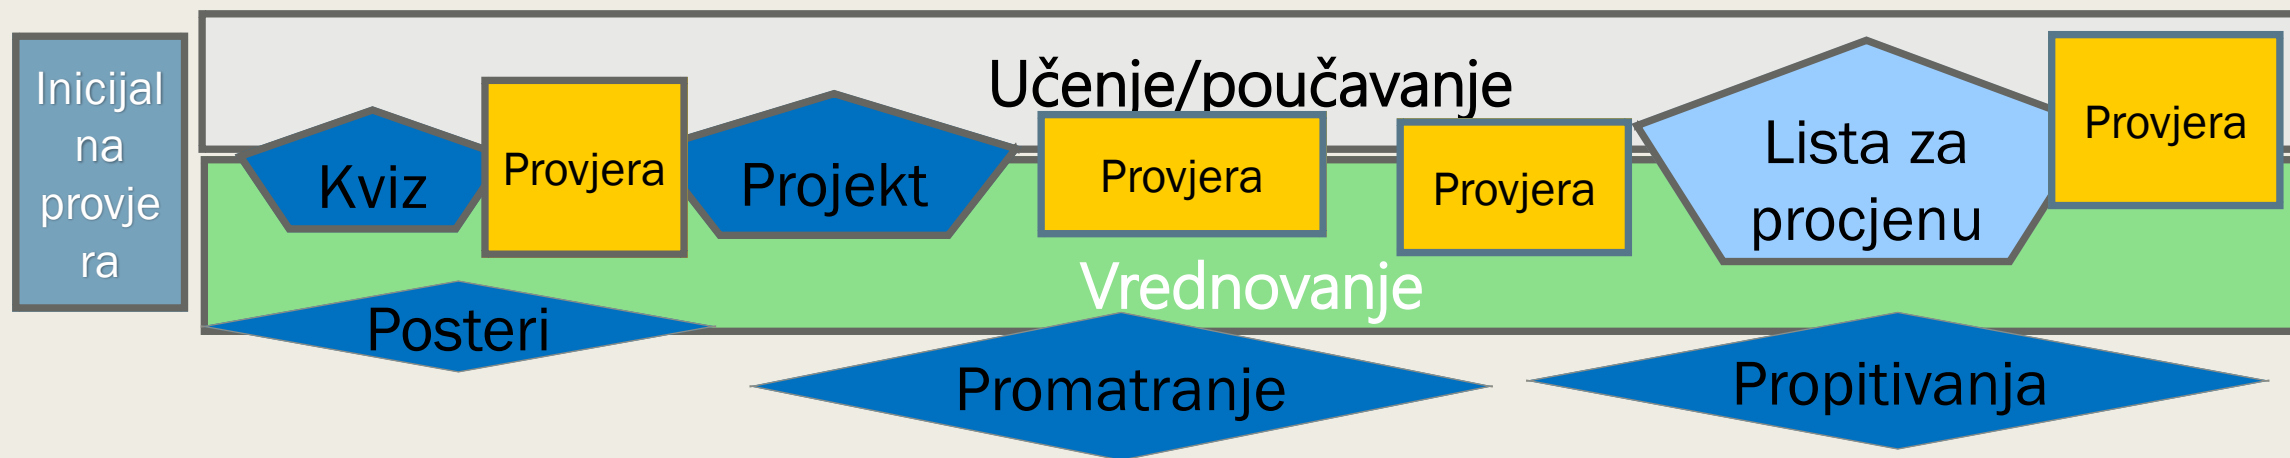 Inicijal
na
provje
ra
Učenje/poučavanje
Kviz
Provjera
Projekt
Provjera
Provjera
Lista za
procjenu
Provjera
Vrednovanje
Posteri
Promatranje
Propitivanja